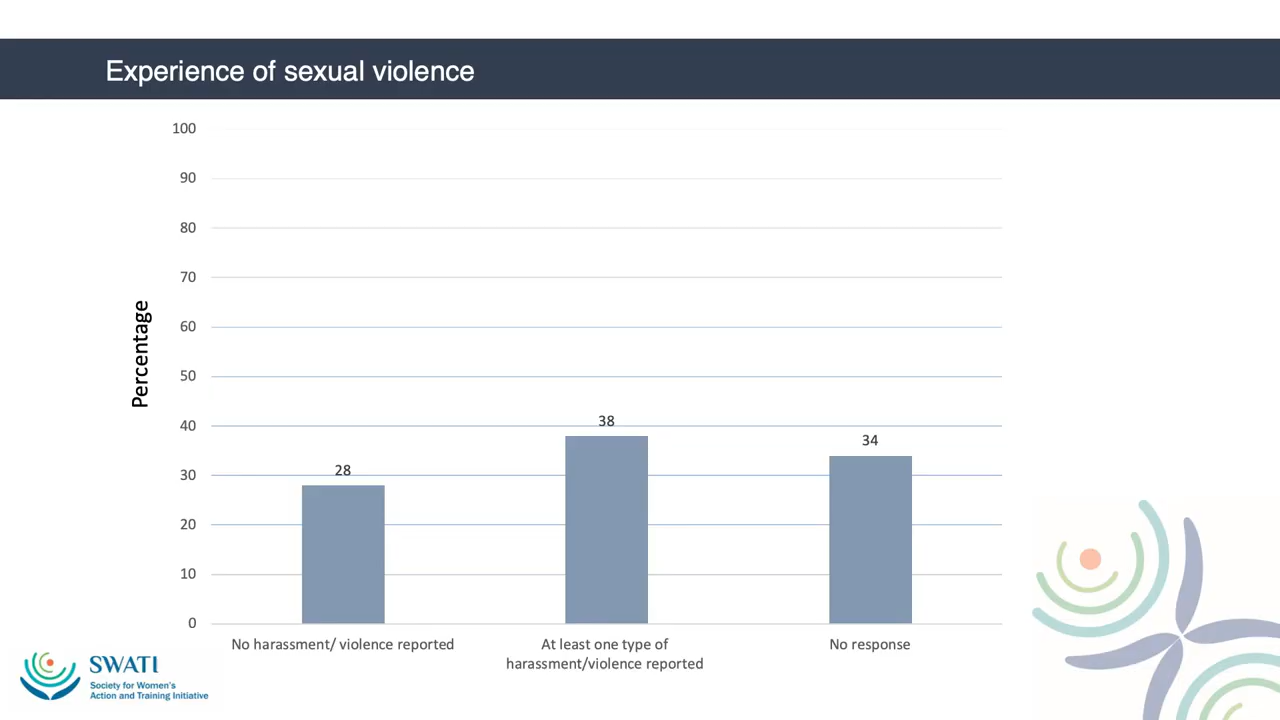 Experience of sexual violence
100
90
80
70
60
50
40
30
20
10
0
Percentage
28
38
34
No harassment/ violence reported
At least one type of
harassment/violence reported
No response
SWATI
Society for Women's
Action and Training Initiative